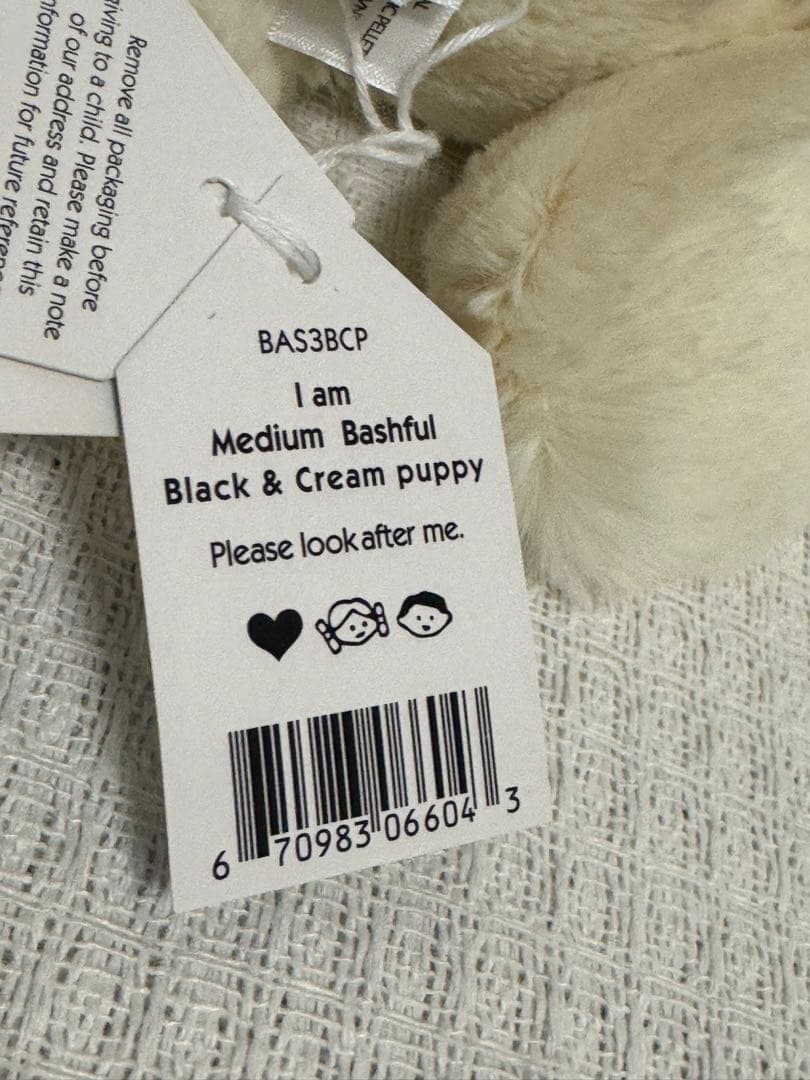 Remove all packaging before
giving to a child. Please make a note
of our address and retain this
information for future reference
C PELLET
BAS3BCP
I am
Medium Bashful
Black & Cream puppy
Please look after me.
6 70983 06604 3